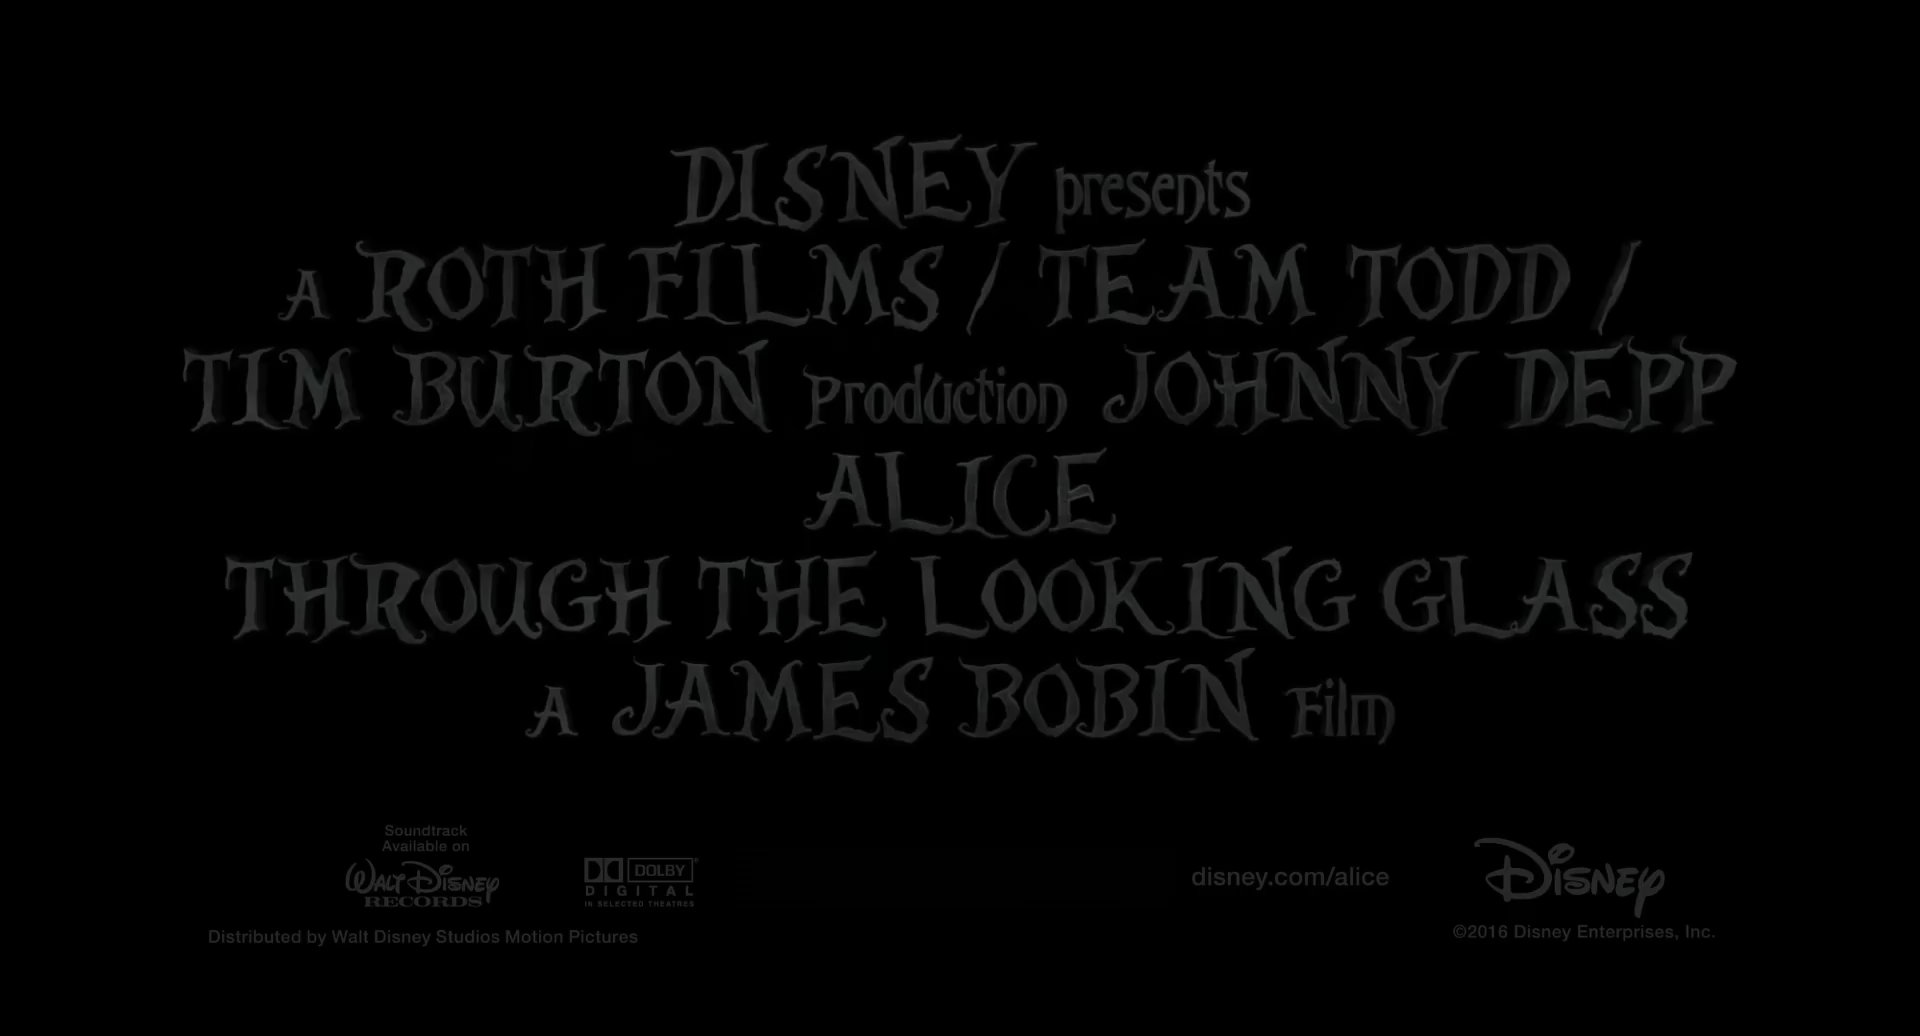 DISNEY presents
A ROTH FILMS / TEAM TODD /
TIM BURTON Production JOHNNY DEPP
ALICE
THROUGH THE LOOKING GLASS
A JAMES BOBIN Film
Soundtrack
Available on
WALT DISNEY
RECORDS
DOLBY
DIGITAL
IN SELECTED THEATRES
disney.com/alice
DISNEY
Distributed by Walt Disney Studios Motion Pictures
©2016 Disney Enterprises, Inc.